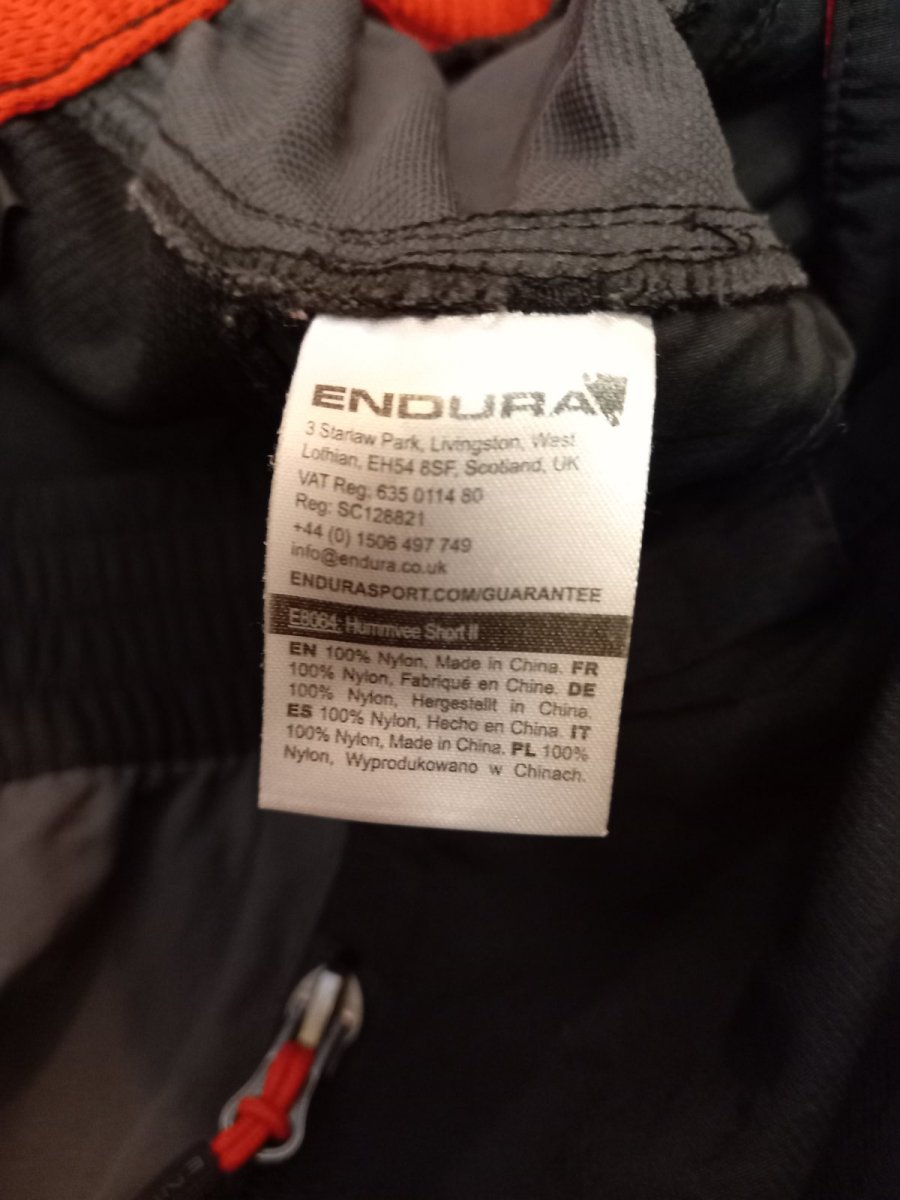 ENDURA
3 Starlaw Park, Livingston, West
Lothian, EH54 8SF, Scotland, UK
VAT Reg: 635 0114 80
Reg: SC128821
+44 (0) 1506 497 749
info@endura.co.uk
ENDURASPORT.COM/GUARANTEE
E8064: Hummvee Short II
EN 100% Nylon, Made in China. FR
100% Nylon, Fabriqué en Chine. DE
100% Nylon, Hergestellt in China.
ES 100% Nylon, Hecho en China. IT
100% Nylon, Made in China. PL 100%
Nylon, Wyprodukowano w Chinach.